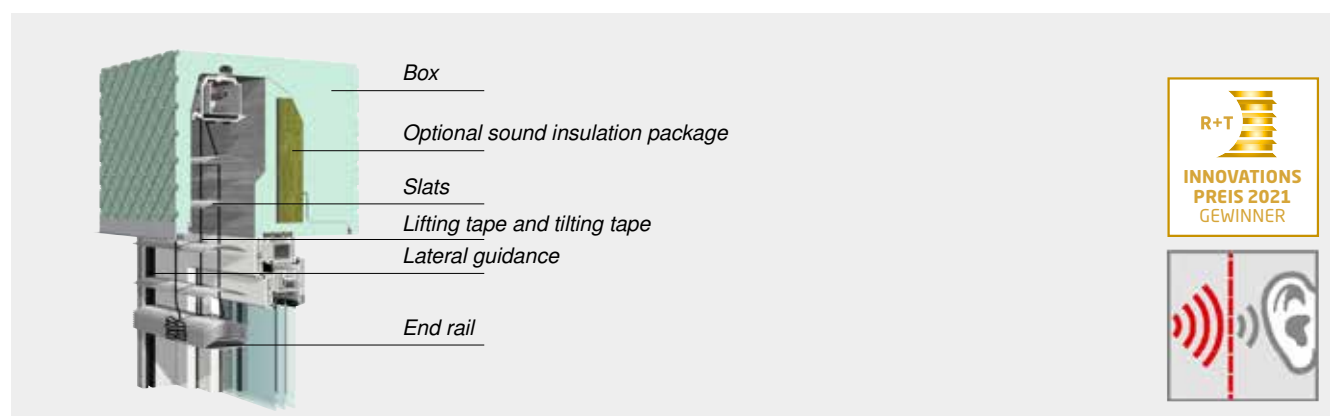 Box
Optional sound insulation package
Slats
Lifting tape and tilting tape
Lateral guidance
End rail
R+T
INNOVATIONS
PREIS 2021
GEWINNER